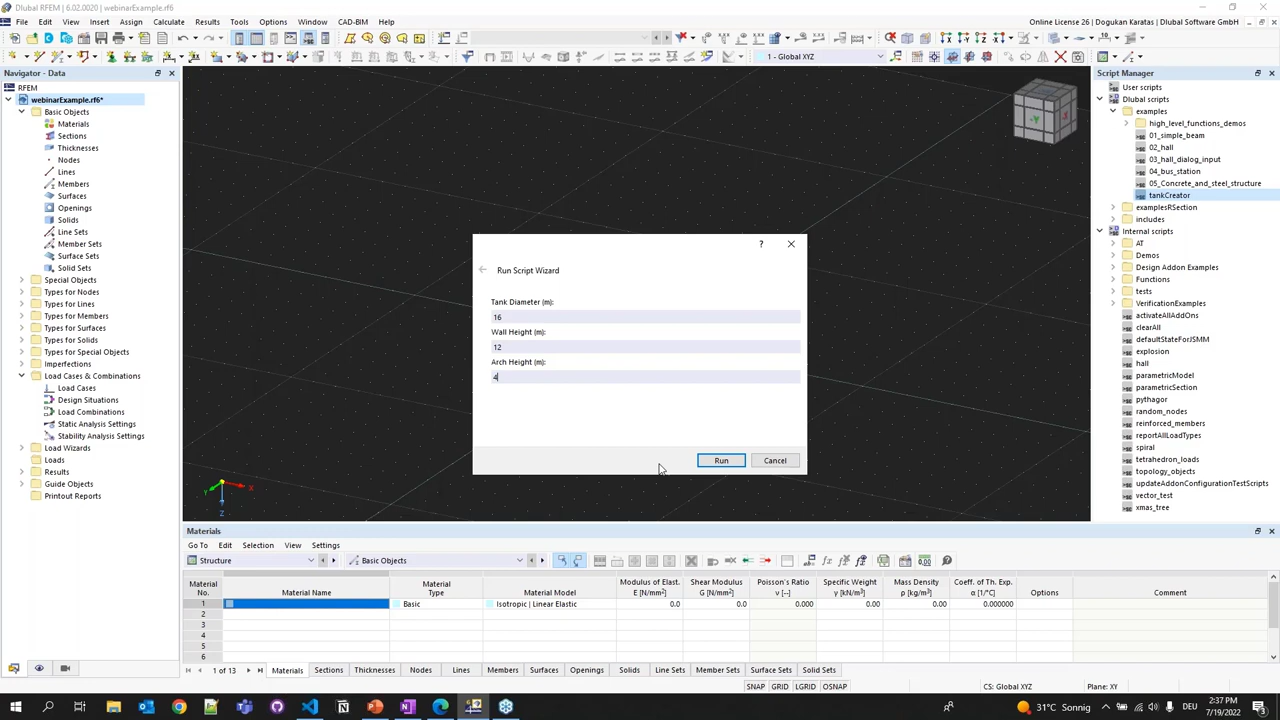 Dlubal RFEM | 6.02.0020 | webinarExample.rf6*
File Edit View Insert Assign Calculate Results Tools Options Window CAD-BIM Help
Online License 26 | Dogukan Karatas | Dlubal Software GmbH
1 - Global XYZ
Navigator - Data
RFEM
webinarExample.rf6*
Basic Objects
Materials
Sections
Thicknesses
Nodes
Lines
Members
Surfaces
Openings
Solids
Line Sets
Member Sets
Surface Sets
Solid Sets
Special Objects
Types for Nodes
Types for Lines
Types for Members
Types for Surfaces
Types for Solids
Types for Special Objects
Imperfections
Load Cases & Combinations
Load Cases
Design Situations
Load Combinations
Static Analysis Settings
Stability Analysis Settings
Load Wizards
Loads
Results
Guide Objects
Printout Reports
-Y
X
Y
X
Z
?
Run Script Wizard
Tank Diameter (m):
16
Wall Height (m):
12
Arch Height (m):
4
Run Cancel
Script Manager
User scripts
Dlubal scripts
examples
high_level_functions_demos
01_simple_beam
02_hall
03_hall_dialog_input
04_bus_station
05_Concrete_and_steel_structure
tankCreator
examplesRSection
includes
Internal scripts
AT
Demos
Design Addon Examples
Functions
tests
VerificationExamples
activateAllAddOns
clearAll
defaultStateForJSMM
explosion
hall
parametricModel
parametricSection
pythagor
random_nodes
reinforced_members
reportAllLoadTypes
spiral
tetrahedron_loads
topology_objects
updateAddonConfigurationTestScripts
vector_test
xmas_tree
Materials
Go To Edit Selection View Settings
Structure Basic Objects
Material No. Material Name Material Type Material Model Modulus of Elast. E [N/mm²] Shear Modulus G [N/mm²] Poisson's Ratio ν [--] Specific Weight γ [kN/m³] Mass Density ρ [kg/m³] Coeff. of Th. Exp. α [1/°C] Options Comment
1 Basic Isotropic | Linear Elastic 0.0 0.0 0.000 0.00 0.00 0.000000
2
3
4
5
6
1 of 13 Materials Sections Thicknesses Nodes Lines Members Surfaces Openings Solids Line Sets Member Sets Surface Sets Solid Sets
SNAP GRID LGRID OSNAP CS: Global XYZ Plane: XY
31°C Sonnig DEU 2:37 PM
7/19/2022